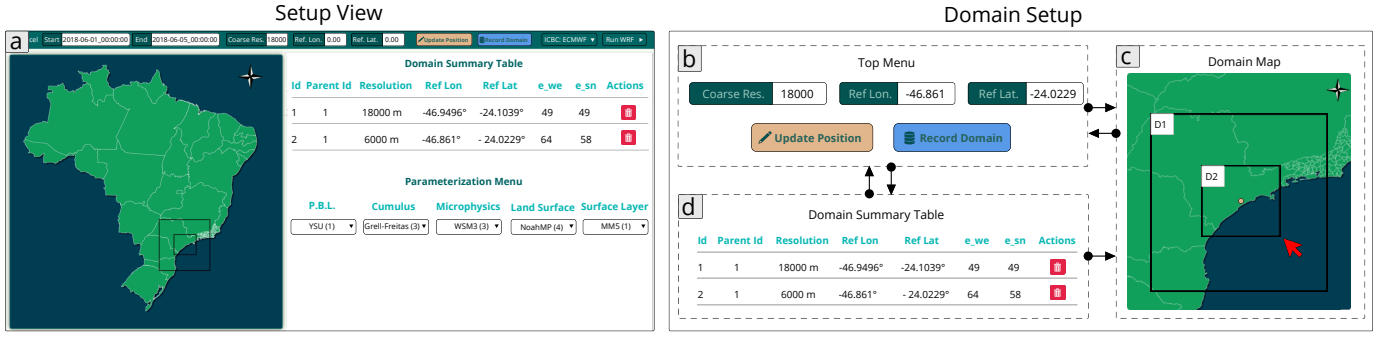 Setup View
Domain Setup
a
cel Start 2018-06-01_00:00:00 End 2018-06-05_00:00:00 Coarse Res. 18000 Ref. Lon. 0.00 Ref. Lat. 0.00 Update Position Record Domain ICBC: ECMWF Run WRF
Domain Summary Table
Id Parent Id Resolution Ref Lon Ref Lat e_we e_sn Actions
1 1 18000 m -46.9496° -24.1039° 49 49
2 1 6000 m -46.861° - 24.0229° 64 58
Parameterization Menu
P.B.L. Cumulus Microphysics Land Surface Surface Layer
YSU (1) Grell-Freitas (3) WSM3 (3) NoahMP (4) MM5 (1)
b
Top Menu
Coarse Res. 18000 Ref Lon. -46.861 Ref Lat. -24.0229
Update Position Record Domain
d
Domain Summary Table
Id Parent Id Resolution Ref Lon Ref Lat e_we e_sn Actions
1 1 18000 m -46.9496° -24.1039° 49 49
2 1 6000 m -46.861° - 24.0229° 64 58
c
Domain Map
D1
D2